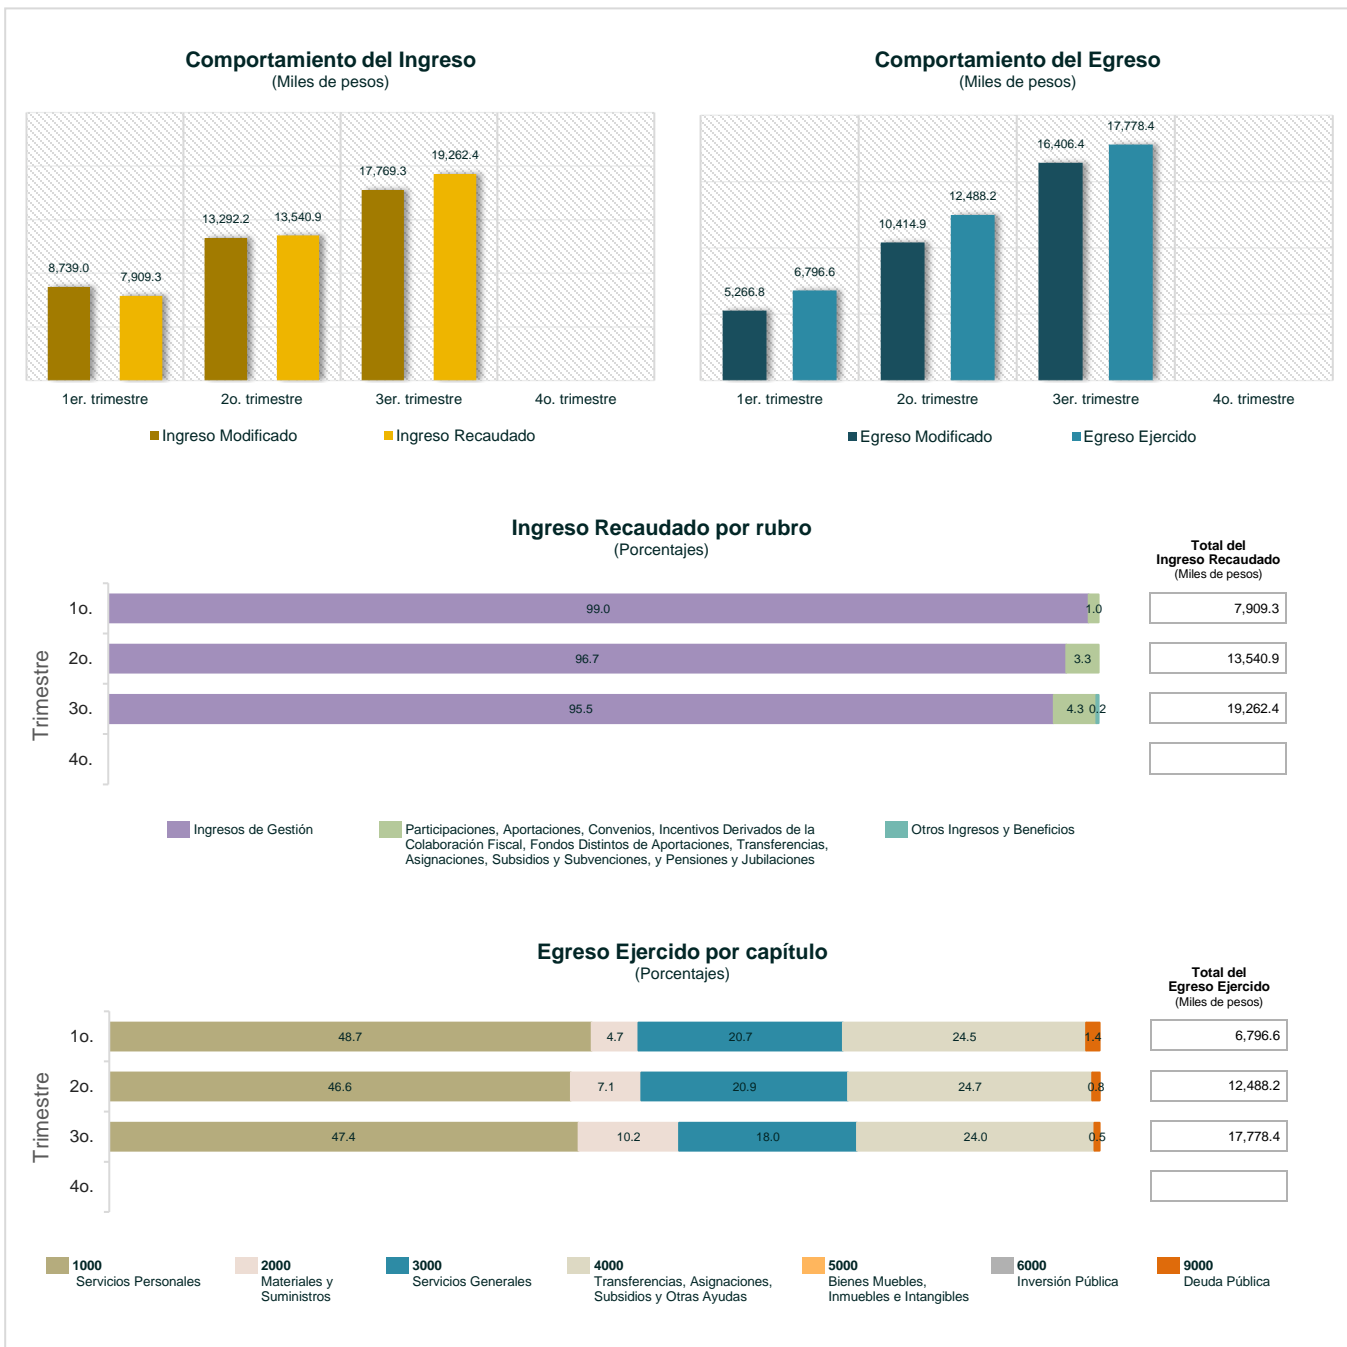 Comportamiento del Ingreso
(Miles de pesos)
8,739.0
7,909.3
13,292.2
13,540.9
17,769.3
19,262.4
1er. trimestre
2o. trimestre
3er. trimestre
4o. trimestre
Ingreso Modificado
Ingreso Recaudado
Comportamiento del Egreso
(Miles de pesos)
5,266.8
6,796.6
10,414.9
12,488.2
16,406.4
17,778.4
1er. trimestre
2o. trimestre
3er. trimestre
4o. trimestre
Egreso Modificado
Egreso Ejercido
Ingreso Recaudado por rubro
(Porcentajes)
Total del
Ingreso Recaudado
(Miles de pesos)
Trimestre
1o.
99.0
1.0
7,909.3
2o.
96.7
3.3
13,540.9
3o.
95.5
4.3
0.2
19,262.4
4o.
Ingresos de Gestión
Participaciones, Aportaciones, Convenios, Incentivos Derivados de la
Colaboración Fiscal, Fondos Distintos de Aportaciones, Transferencias,
Asignaciones, Subsidios y Subvenciones, y Pensiones y Jubilaciones
Otros Ingresos y Beneficios
Egreso Ejercido por capítulo
(Porcentajes)
Total del
Egreso Ejercido
(Miles de pesos)
Trimestre
1o.
48.7
4.7
20.7
24.5
1.4
6,796.6
2o.
46.6
7.1
20.9
24.7
0.8
12,488.2
3o.
47.4
10.2
18.0
24.0
0.5
17,778.4
4o.
1000
Servicios Personales
2000
Materiales y
Suministros
3000
Servicios Generales
4000
Transferencias, Asignaciones,
Subsidios y Otras Ayudas
5000
Bienes Muebles,
Inmuebles e Intangibles
6000
Inversión Pública
9000
Deuda Pública